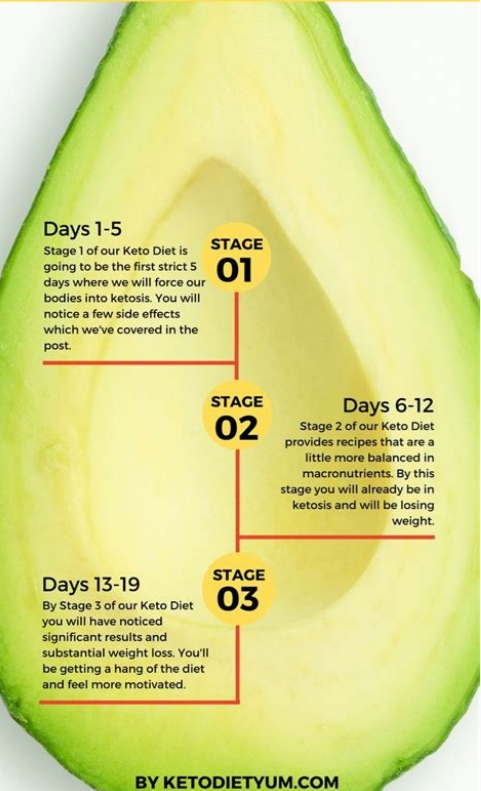 Days 1-5
Stage 1 of our Keto Diet is
going to be the first strict 5
days where we will force our
bodies into ketosis. You will
notice a few side effects
which we've covered in the
post.
STAGE
01
STAGE
02
Days 6-12
Stage 2 of our Keto Diet
provides recipes that are a
little more balanced in
macronutrients. By this
stage you will already be in
ketosis and will be losing
weight.
Days 13-19
By Stage 3 of our Keto Diet
you will have noticed
significant results and
substantial weight loss. You'll
be getting a hang of the diet
and feel more motivated.
STAGE
03
BY KETODIETYUM.COM